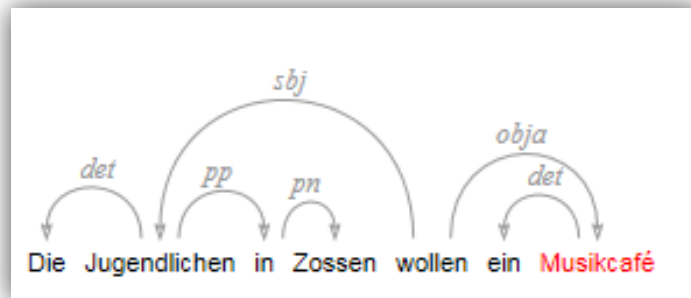 sbj
obja
det pp pn det
Die Jugendlichen in Zossen wollen ein Musikcafé